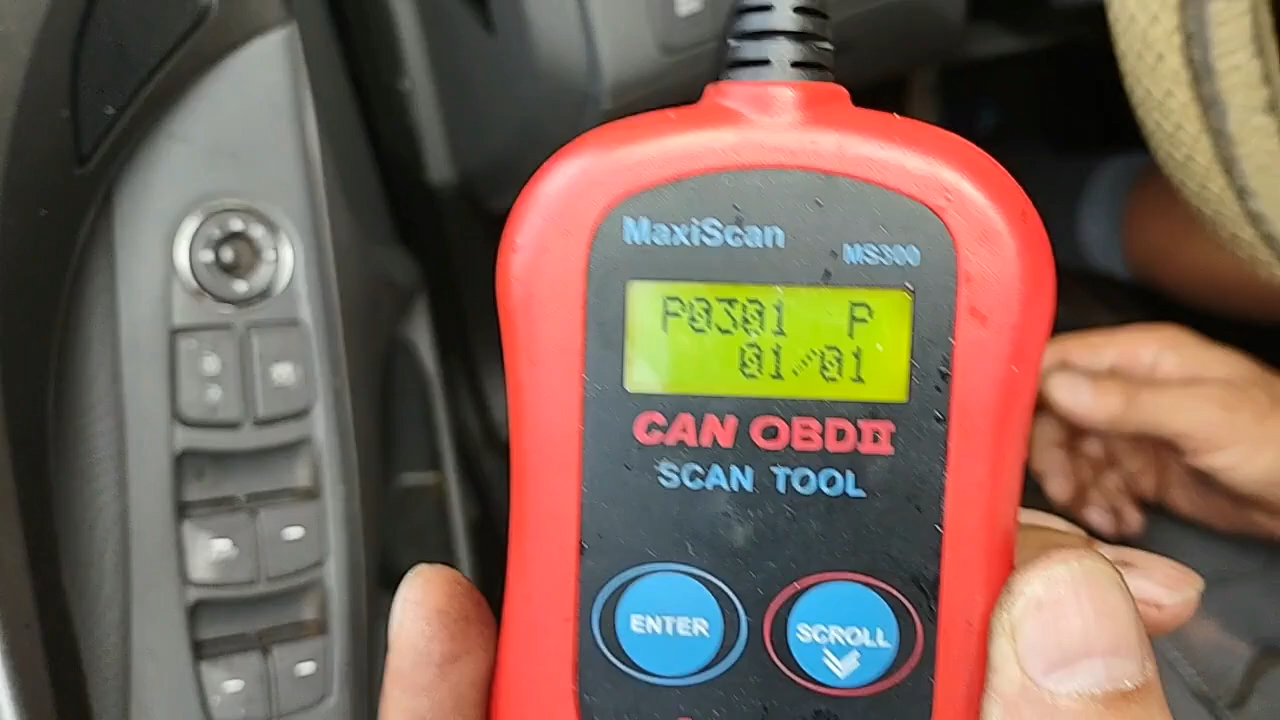 MaxiScan
MS300
P0301 P
01/01
CAN OBDII
SCAN TOOL
ENTER
SCROLL